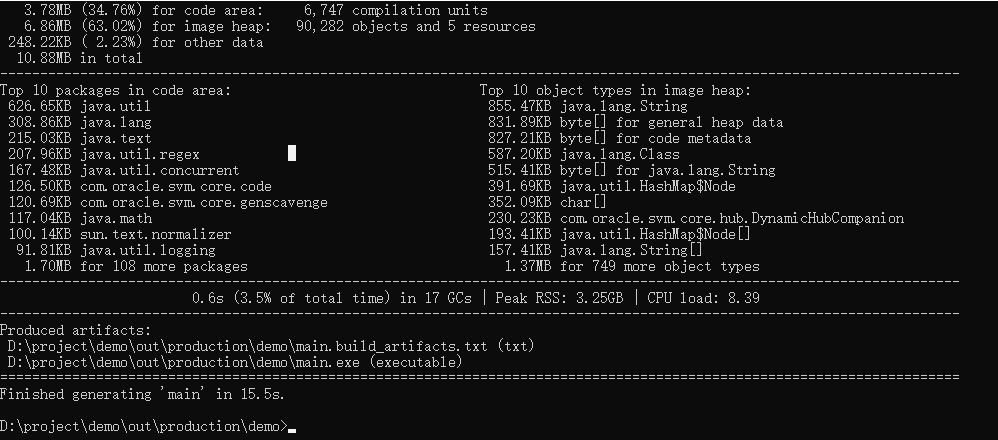 3.78MB (34.76%) for code area:     6,747 compilation units
6.86MB (63.02%) for image heap:   90,282 objects and 5 resources
248.22KB ( 2.23%) for other data
10.88MB in total
------------------------------------------------------------------------------------------------------------------------
Top 10 packages in code area:                               Top 10 object types in image heap:
626.65KB java.util                                          855.47KB java.lang.String
308.86KB java.lang                                          831.89KB byte[] for general heap data
215.03KB java.text                                          827.21KB byte[] for code metadata
207.96KB java.util.regex                                    587.20KB java.lang.Class
167.48KB java.util.concurrent                               515.41KB byte[] for java.lang.String
126.50KB com.oracle.svm.core.code                           391.69KB java.util.HashMap$Node
120.69KB com.oracle.svm.core.genscavenge                    352.09KB char[]
117.04KB java.math                                          230.23KB com.oracle.svm.core.hub.DynamicHubCompanion
100.14KB sun.text.normalizer                                193.41KB java.util.HashMap$Node[]
91.81KB java.util.logging                                  157.41KB java.lang.String[]
1.70MB for 108 more packages                               1.37MB for 749 more object types
------------------------------------------------------------------------------------------------------------------------
0.6s (3.5% of total time) in 17 GCs | Peak RSS: 3.25GB | CPU load: 8.39
------------------------------------------------------------------------------------------------------------------------
Produced artifacts:
D:\project\demo\out\production\demo\main.build_artifacts.txt (txt)
D:\project\demo\out\production\demo\main.exe (executable)
========================================================================================================================
Finished generating 'main' in 15.5s.
D:\project\demo\out\production\demo>